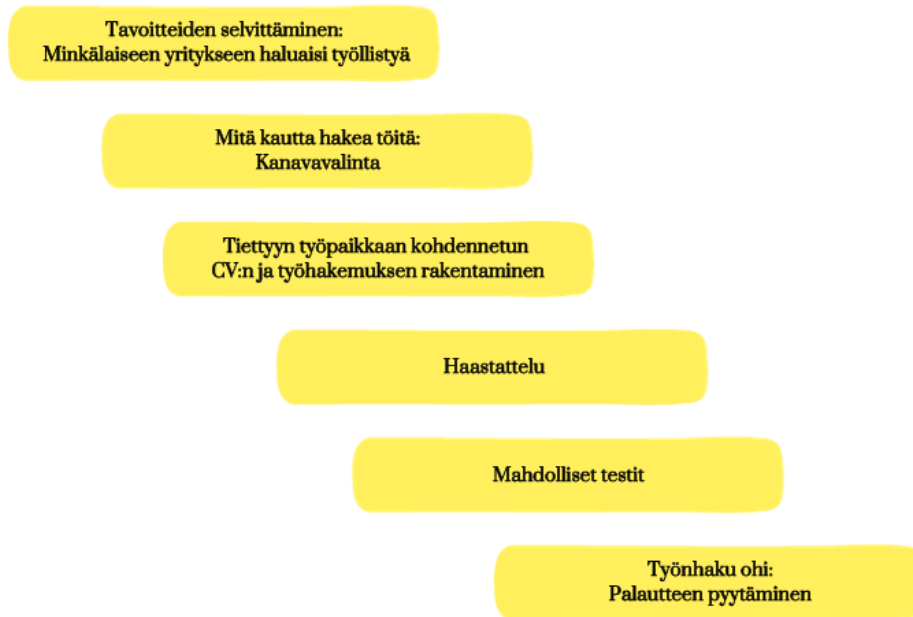 Tavoitteiden selvittäminen:
Minkälaiseen yritykseen haluaisi työllistyä
Mitä kautta hakea töitä:
Kanavavalinta
Tiettyyn työpaikkaan kohdennetun
CV:n ja työhakemuksen rakentaminen
Haastattelu
Mahdolliset testit
Työnhaku ohi:
Palautteen pyytäminen